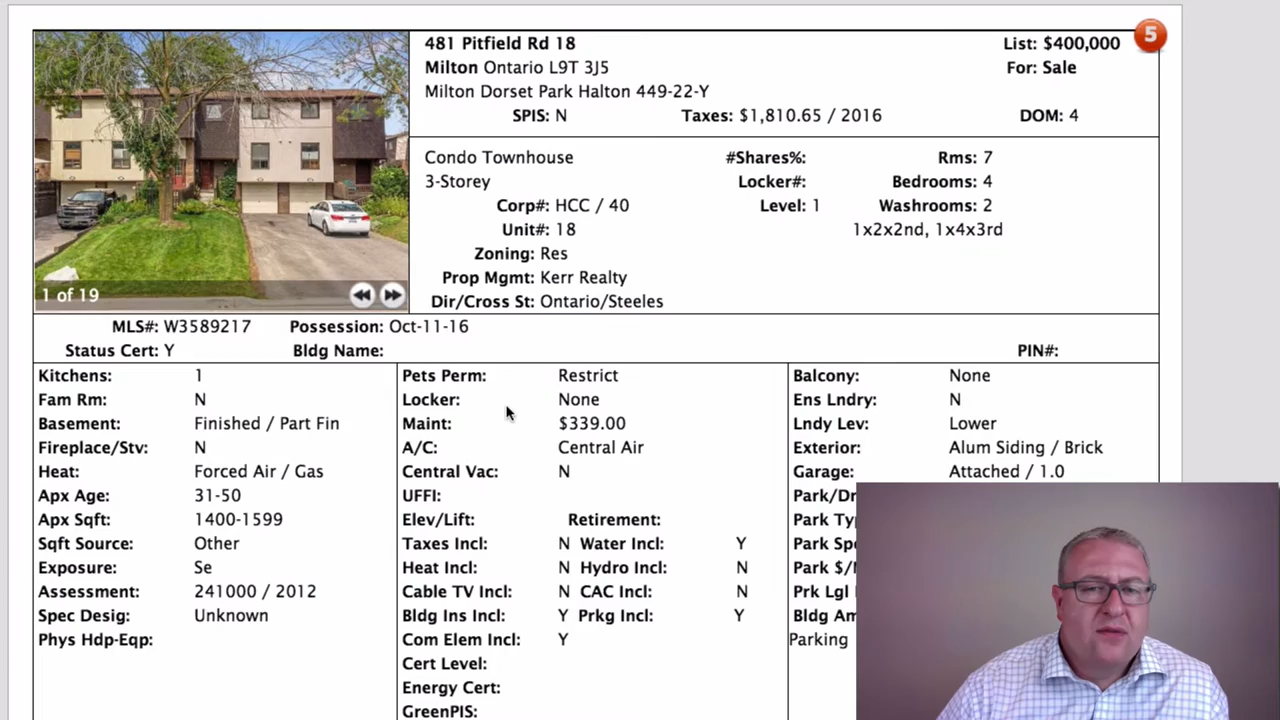 481 Pitfield Rd 18
List: $400,000
5
Milton Ontario L9T 3J5
For: Sale
Milton Dorset Park Halton 449-22-Y
SPIS: N
Taxes: $1,810.65 / 2016
DOM: 4
Condo Townhouse
#Shares%:
Rms: 7
3-Storey
Locker#:
Bedrooms: 4
Corp#: HCC / 40
Level: 1
Washrooms: 2
Unit#: 18
1x2x2nd, 1x4x3rd
Zoning: Res
Prop Mgmt: Kerr Realty
Dir/Cross St: Ontario/Steeles
1 of 19
MLS#: W3589217
Possession: Oct-11-16
Status Cert: Y
Bldg Name:
PIN#:
Kitchens: 1
Fam Rm: N
Basement: Finished / Part Fin
Fireplace/Stv: N
Heat: Forced Air / Gas
Apx Age: 31-50
Apx Sqft: 1400-1599
Sqft Source: Other
Exposure: Se
Assessment: 241000 / 2012
Spec Desig: Unknown
Phys Hdp-Eqp:
Pets Perm: Restrict
Locker: None
Maint: $339.00
A/C: Central Air
Central Vac: N
UFFI:
Elev/Lift: Retirement:
Taxes Incl: N Water Incl: Y
Heat Incl: N Hydro Incl: N
Cable TV Incl: N CAC Incl: N
Bldg Ins Incl: Y Prkg Incl: Y
Com Elem Incl: Y
Cert Level:
Energy Cert:
GreenPIS:
Balcony: None
Ens Lndry: N
Lndy Lev: Lower
Exterior: Alum Siding / Brick
Garage: Attached / 1.0
Park/Dr
Park Ty
Park Sp
Park $/
Prk Lgl
Bldg Am
Parking